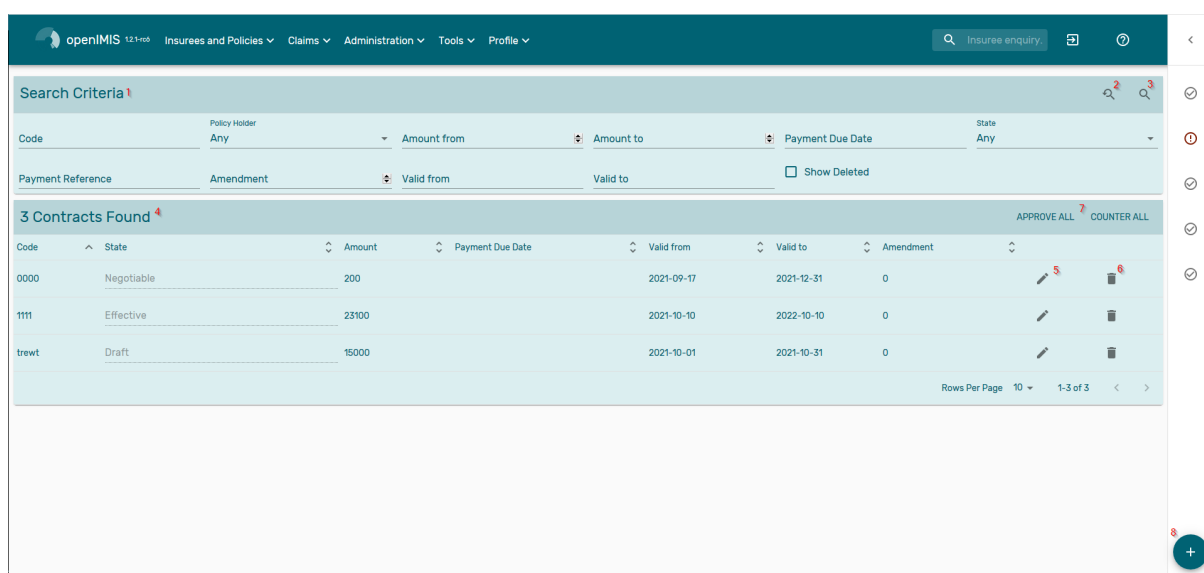 openIMIS 1.2.1-rc6 Insurees and Policies Claims Administration Tools Profile Insuree enquiry.
Search Criteria 1 2 3
Policy Holder State
Code Any Amount from Amount to Payment Due Date Any
Payment Reference Amendment Valid from Valid to Show Deleted
3 Contracts Found 4 APPROVE ALL 7 COUNTER ALL
Code State Amount Payment Due Date Valid from Valid to Amendment
0000 Negotiable 200 2021-09-17 2021-12-31 0 5 6
1111 Effective 23100 2021-10-10 2022-10-10 0
trewt Draft 15000 2021-10-01 2021-10-31 0
Rows Per Page 10 1-3 of 3
8